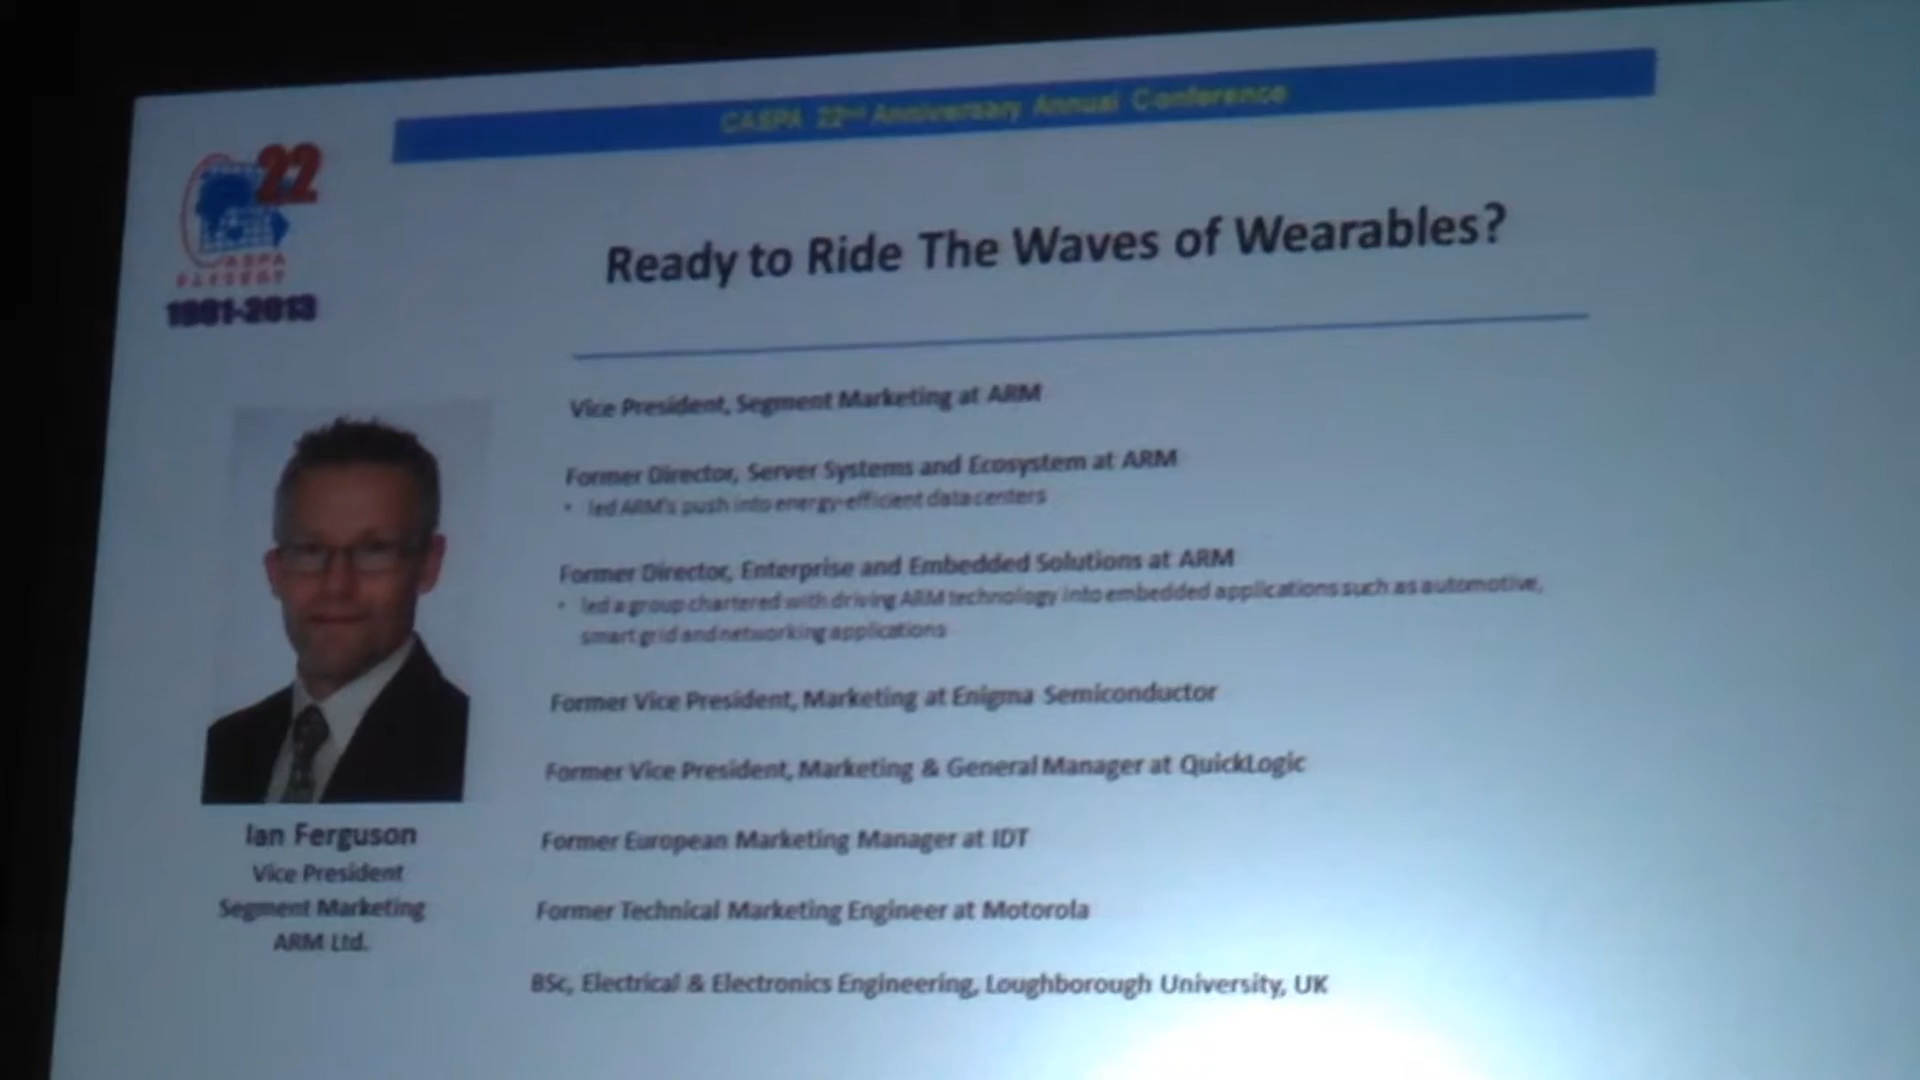 CASPA 22nd Anniversary Annual Conference
22
CASPA
1991-2013
Ready to Ride The Waves of Wearables?
Vice President, Segment Marketing at ARM
Former Director, Server Systems and Ecosystem at ARM
• led ARM's push into energy-efficient data centers
Former Director, Enterprise and Embedded Solutions at ARM
• led a group chartered with driving ARM technology into embedded applications such as automotive,
smart grid and networking applications
Former Vice President, Marketing at Enigma Semiconductor
Former Vice President, Marketing & General Manager at QuickLogic
Former European Marketing Manager at IDT
Former Technical Marketing Engineer at Motorola
BSc, Electrical & Electronics Engineering, Loughborough University, UK
Ian Ferguson
Vice President
Segment Marketing
ARM Ltd.